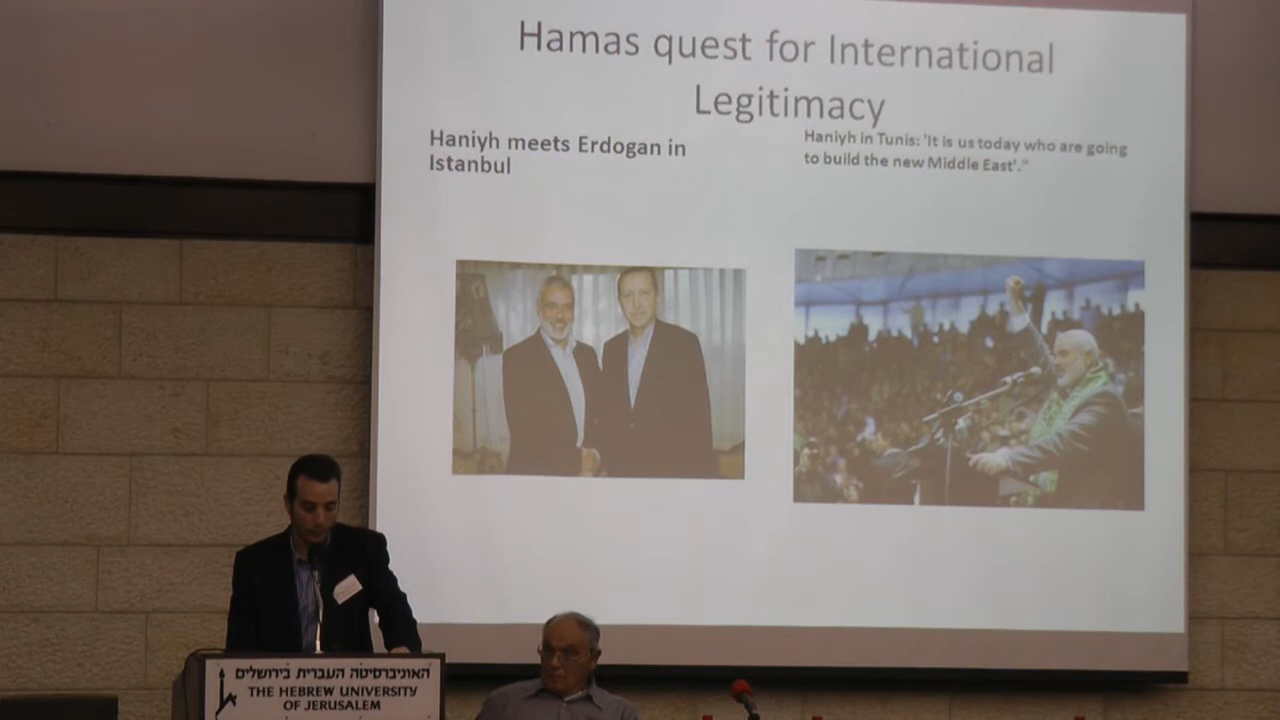 Hamas quest for International
Legitimacy
Haniyh meets Erdogan in
Istanbul
Haniyh in Tunis: 'It is us today who are going
to build the new Middle East'."
האוניברסיטה העברית בירושלים
THE HEBREW UNIVERSITY
OF JERUSALEM